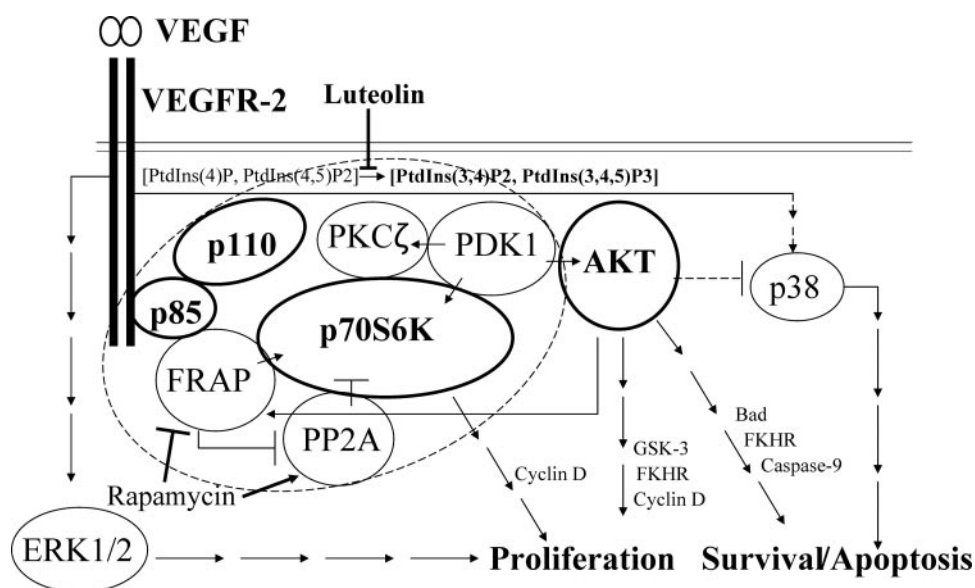 VEGF
VEGFR-2
Luteolin
[PtdIns(4)P, PtdIns(4,5)P2]
[PtdIns(3,4)P2, PtdIns(3,4,5)P3]
p110
PKCζ
PDK1
AKT
p38
p85
p70S6K
FRAP
PP2A
Bad
FKHR
Caspase-9
GSK-3
FKHR
Cyclin D
Cyclin D
Rapamycin
ERK1/2
Proliferation
Survival/Apoptosis